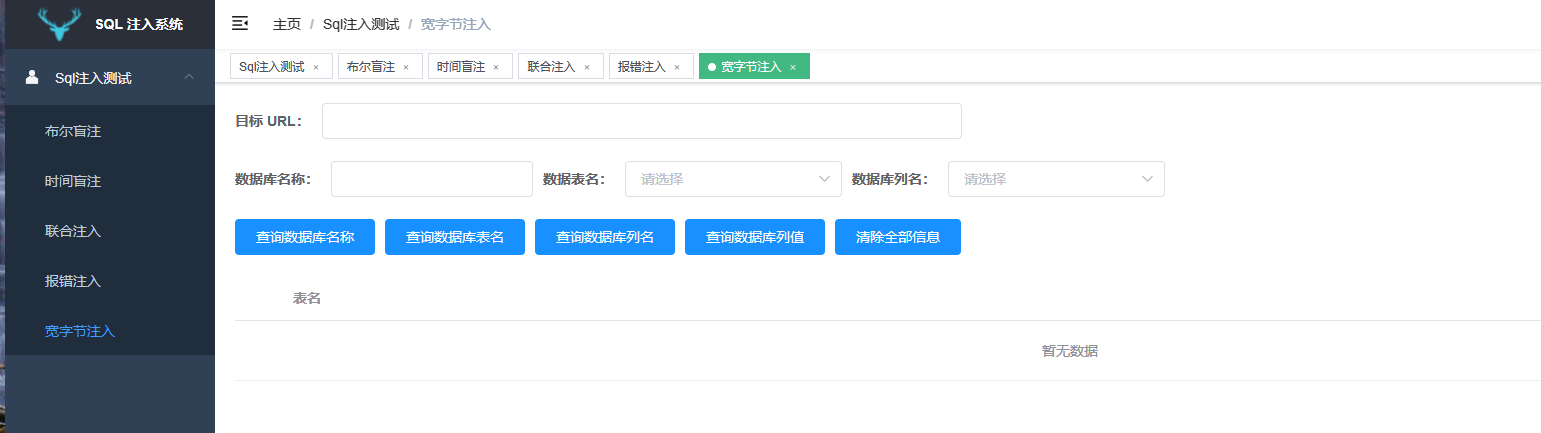 SQL 注入系统
主页 / Sql注入测试 / 宽字节注入
Sql注入测试 × 布尔盲注 × 时间盲注 × 联合注入 × 报错注入 × 宽字节注入 ×
Sql注入测试
布尔盲注
时间盲注
联合注入
报错注入
宽字节注入
目标 URL：
数据库名称： 数据表名： 请选择 数据库列名： 请选择
查询数据库名称 查询数据库表名 查询数据库列名 查询数据库列值 清除全部信息
表名
暂无数据